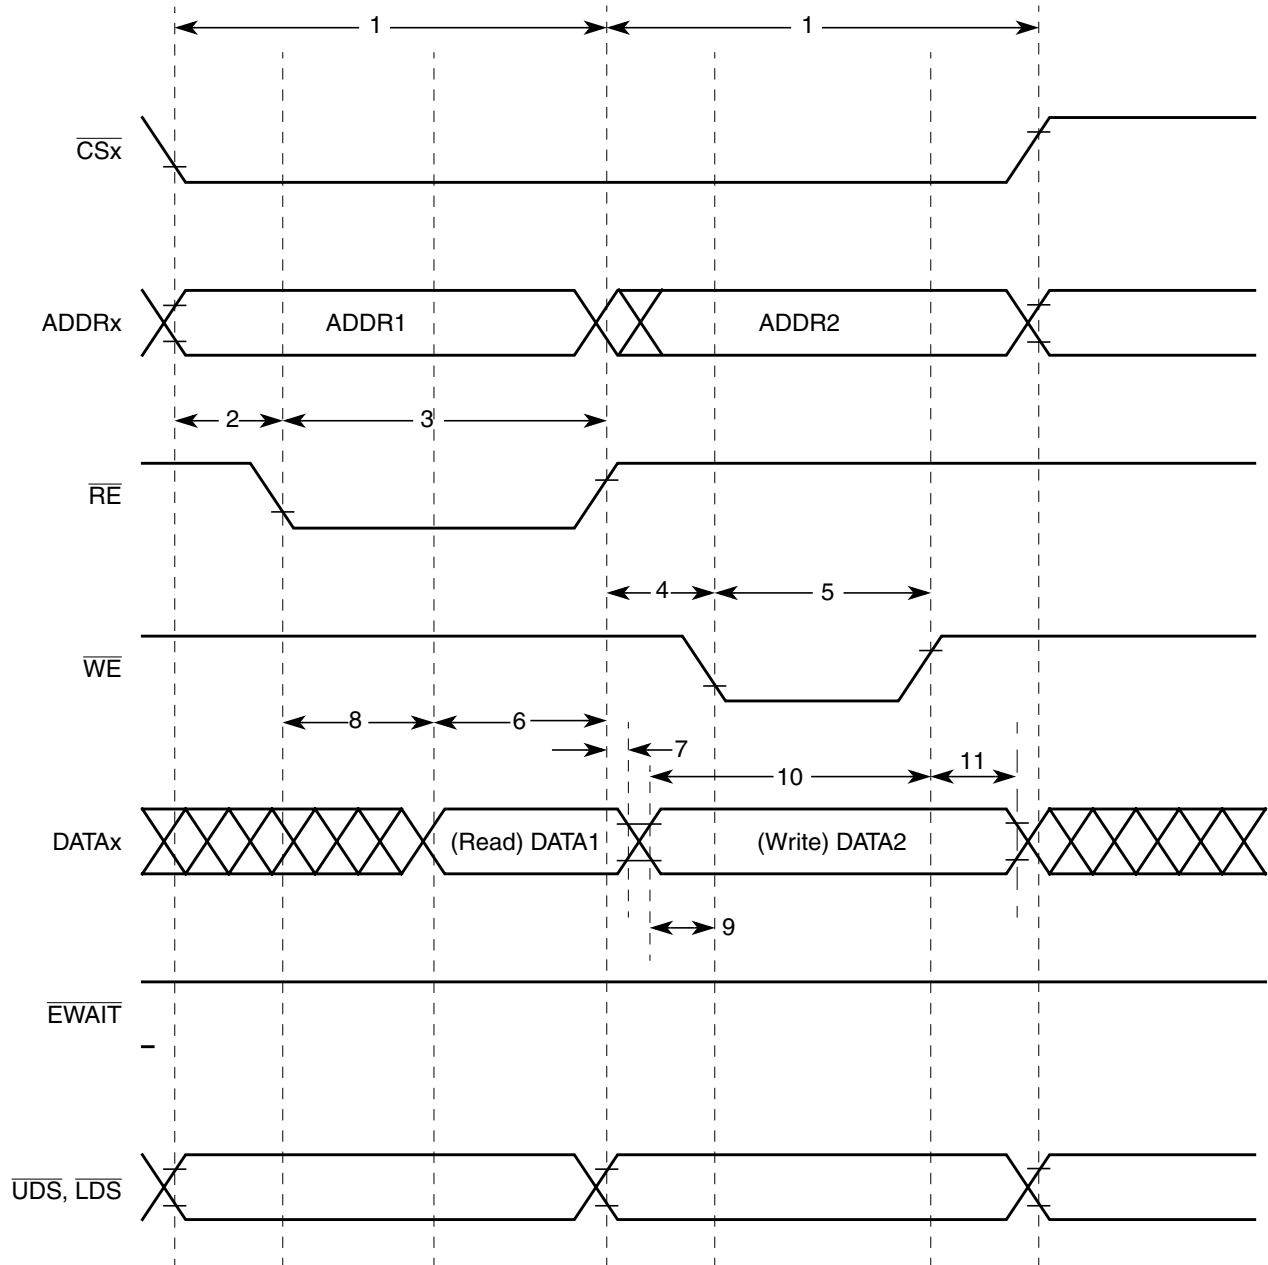 1 1
CSx
ADDRx ADDR1 ADDR2
2 3
RE
4 5
WE
8 6
7
10 11
DATAx (Read) DATA1 (Write) DATA2
9
EWAIT
UDS, LDS